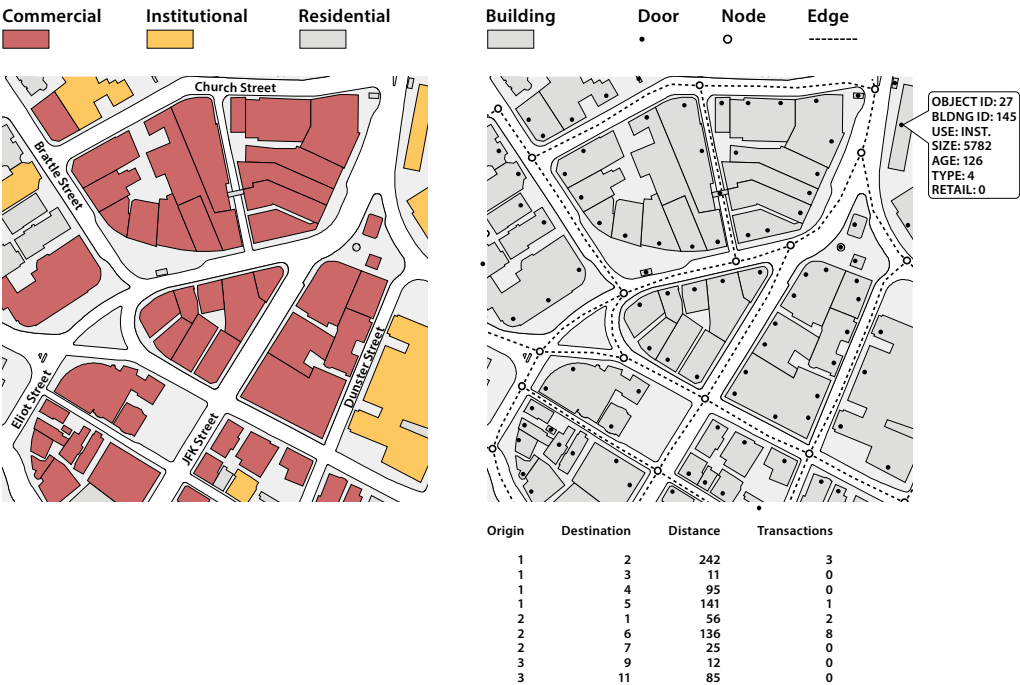 Commercial Institutional Residential
Building Door Node Edge
Church Street
Brattle Street
Eliot Street
JFK Street
Dunster Street
OBJECT ID: 27
BLDNG ID: 145
USE: INST.
SIZE: 5782
AGE: 126
TYPE: 4
RETAIL: 0
Origin Destination Distance Transactions
1 2 242 3
1 3 11 0
1 4 95 0
1 5 141 1
2 1 56 2
2 6 136 8
2 7 25 0
3 9 12 0
3 11 85 0